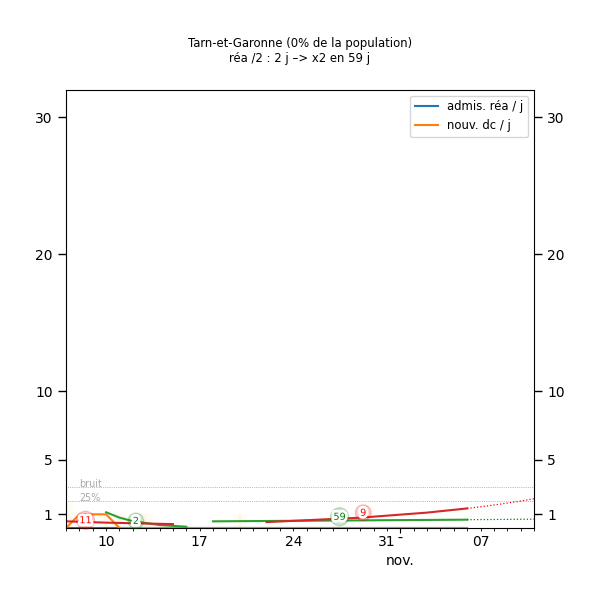 Tarn-et-Garonne (0% de la population)
réa /2 : 2 j –> x2 en 59 j
admis. réa / j
nouv. dc / j
30 30
20 20
10 10
5 5
bruit
25%
1 1
11 2 59 9
10 17 24 31 - 07
nov.